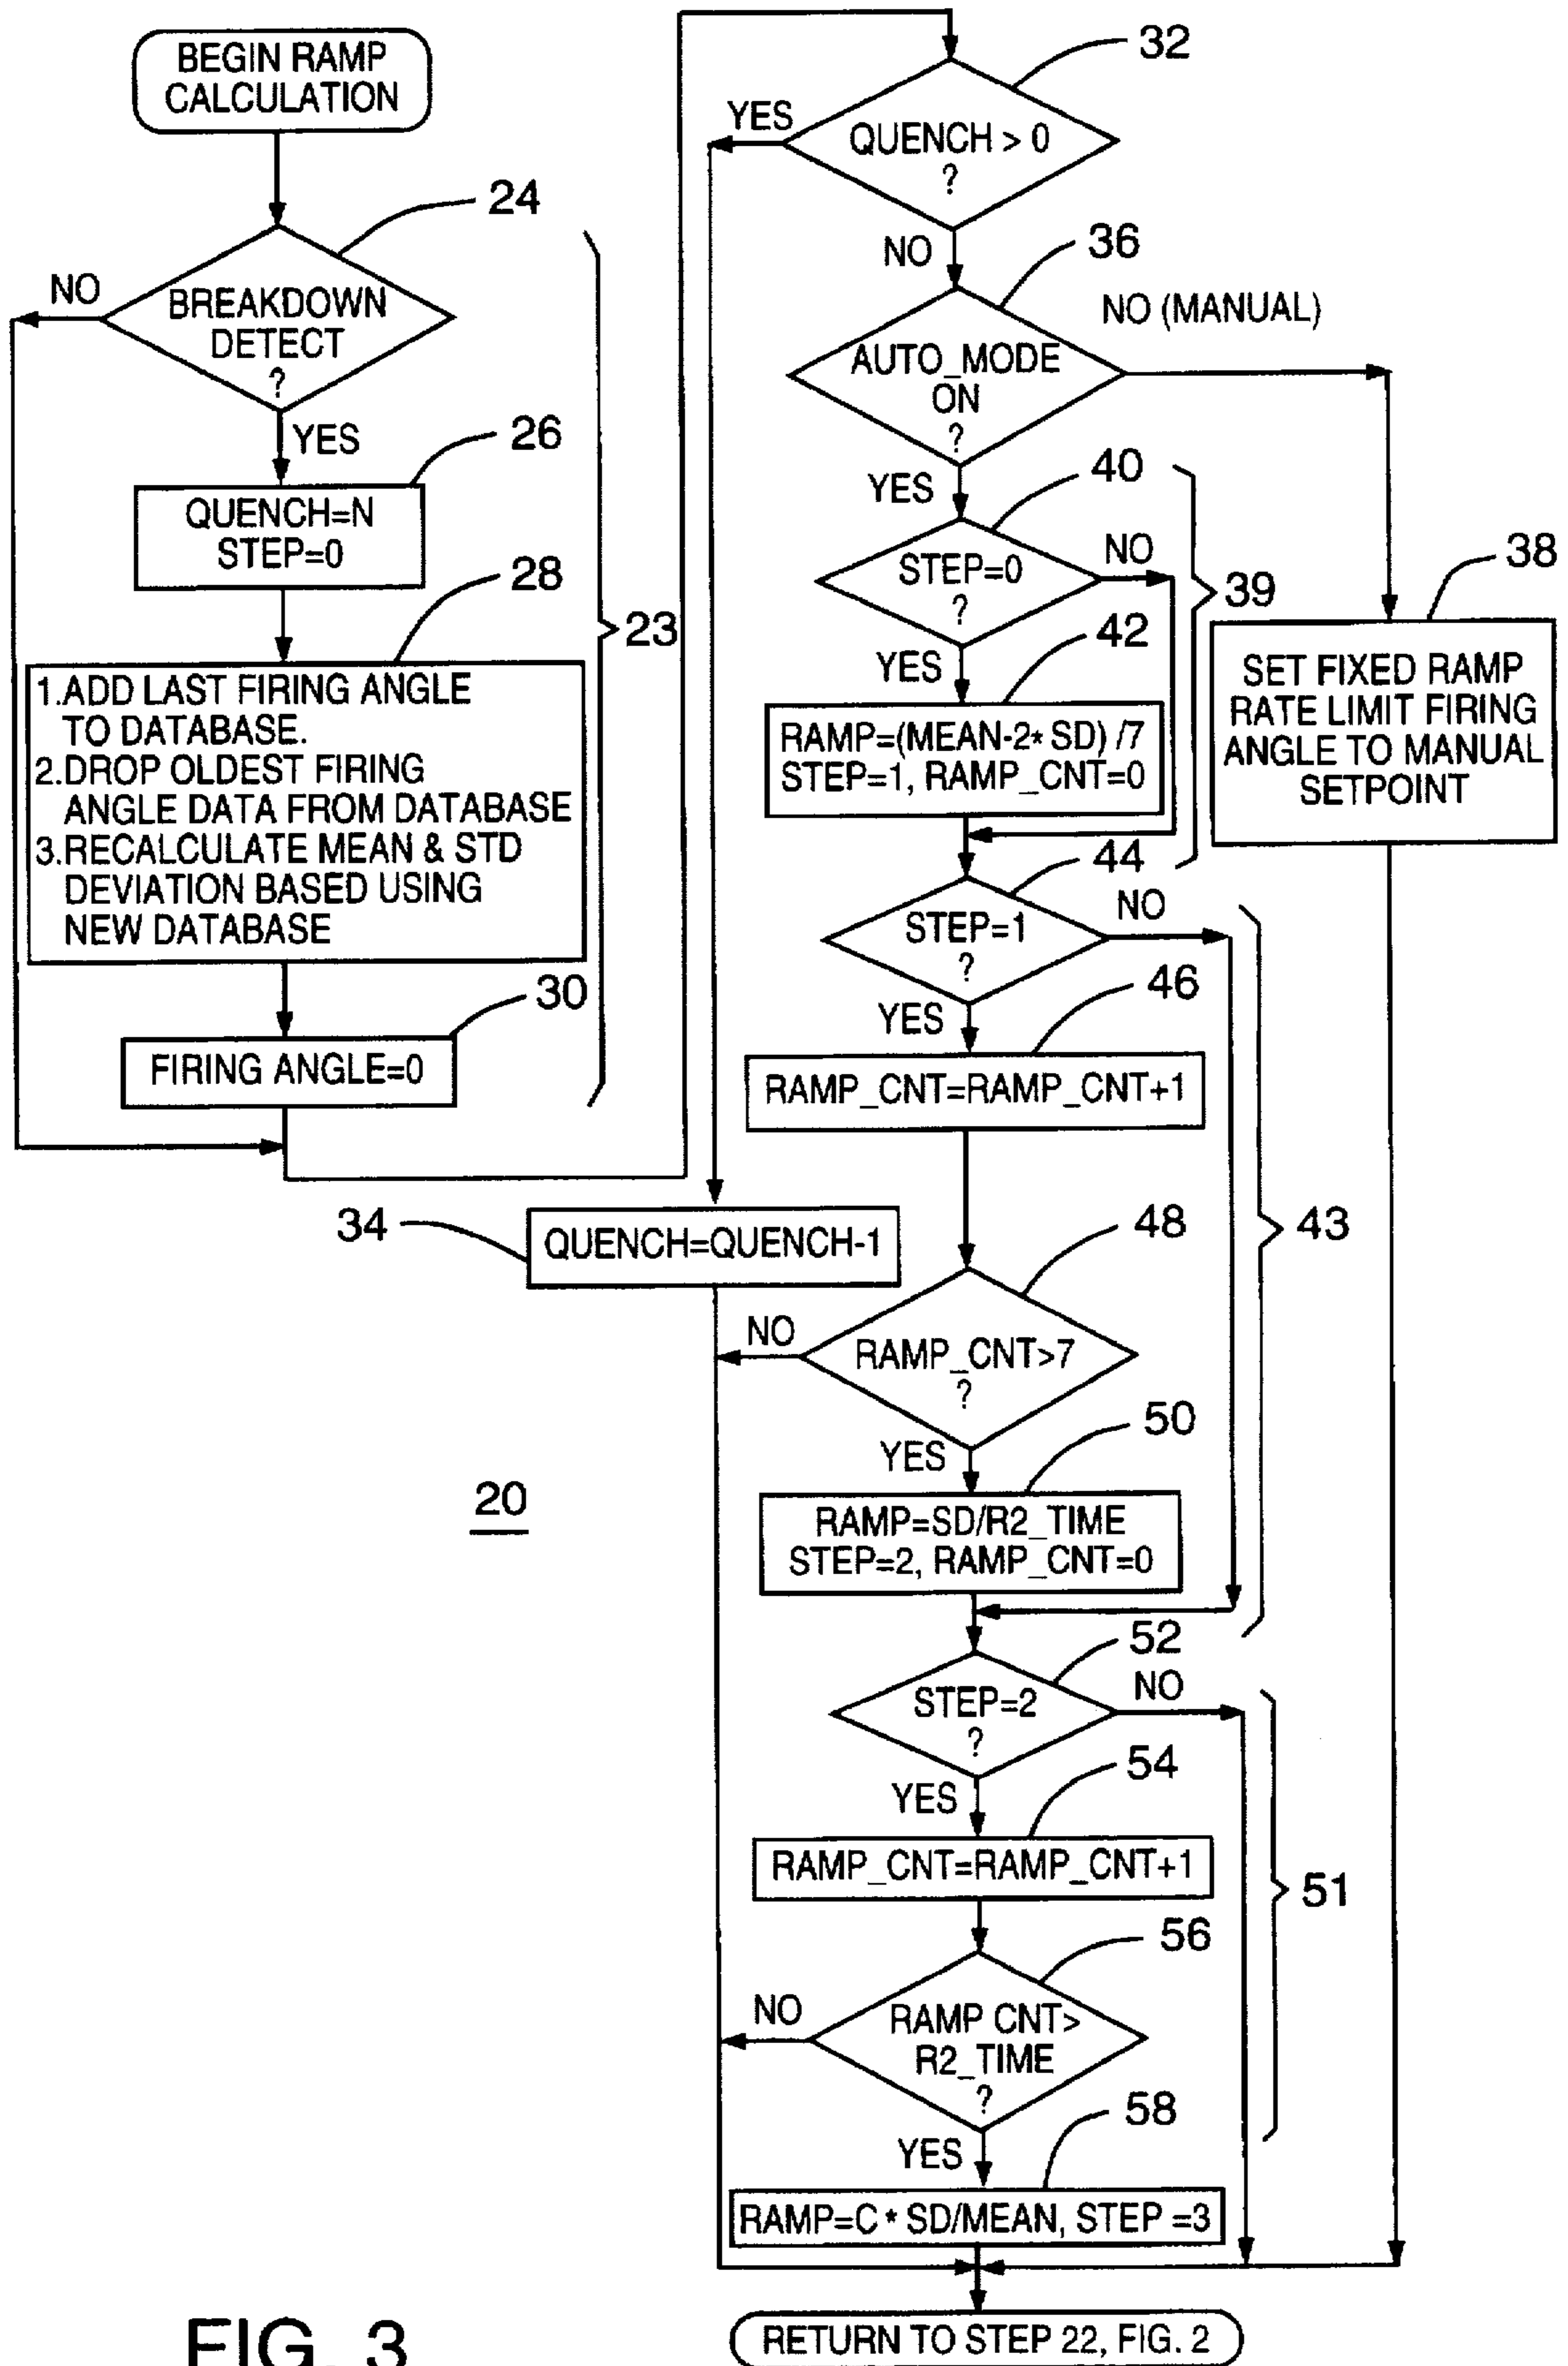 BEGIN RAMP
CALCULATION
24
NO
BREAKDOWN
DETECT
?
YES
26
QUENCH=N
STEP=0
28
1.ADD LAST FIRING ANGLE
TO DATABASE.
2.DROP OLDEST FIRING
ANGLE DATA FROM DATABASE
3.RECALCULATE MEAN & STD
DEVIATION BASED USING
NEW DATABASE
23
30
FIRING ANGLE=0
32
YES
QUENCH > 0
?
NO
36
NO (MANUAL)
AUTO_MODE
ON
?
YES
40
STEP=0
?
NO
39
38
SET FIXED RAMP
RATE LIMIT FIRING
ANGLE TO MANUAL
SETPOINT
YES
42
RAMP=(MEAN-2* SD) /7
STEP=1, RAMP_CNT=0
44
STEP=1
?
NO
YES
46
RAMP_CNT=RAMP_CNT+1
43
34
QUENCH=QUENCH-1
48
NO
RAMP_CNT>7
?
YES
50
RAMP=SD/R2_TIME
STEP=2, RAMP_CNT=0
20
52
STEP=2
?
NO
YES
54
RAMP_CNT=RAMP_CNT+1
51
56
NO
RAMP CNT>
R2_TIME
?
YES
58
RAMP=C * SD/MEAN, STEP =3
RETURN TO STEP 22, FIG. 2
FIG. 3